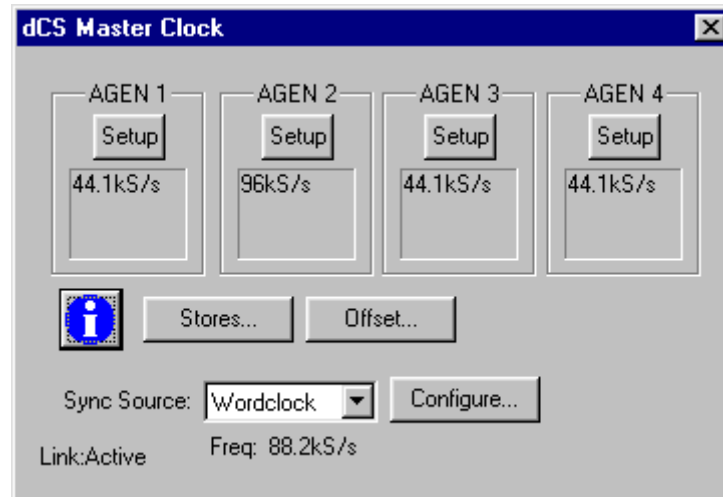 dCS Master Clock
AGEN 1 AGEN 2 AGEN 3 AGEN 4
Setup Setup Setup Setup
44.1kS/s 96kS/s 44.1kS/s 44.1kS/s
i Stores... Offset...
Sync Source: Wordclock Configure...
Link:Active Freq: 88.2kS/s